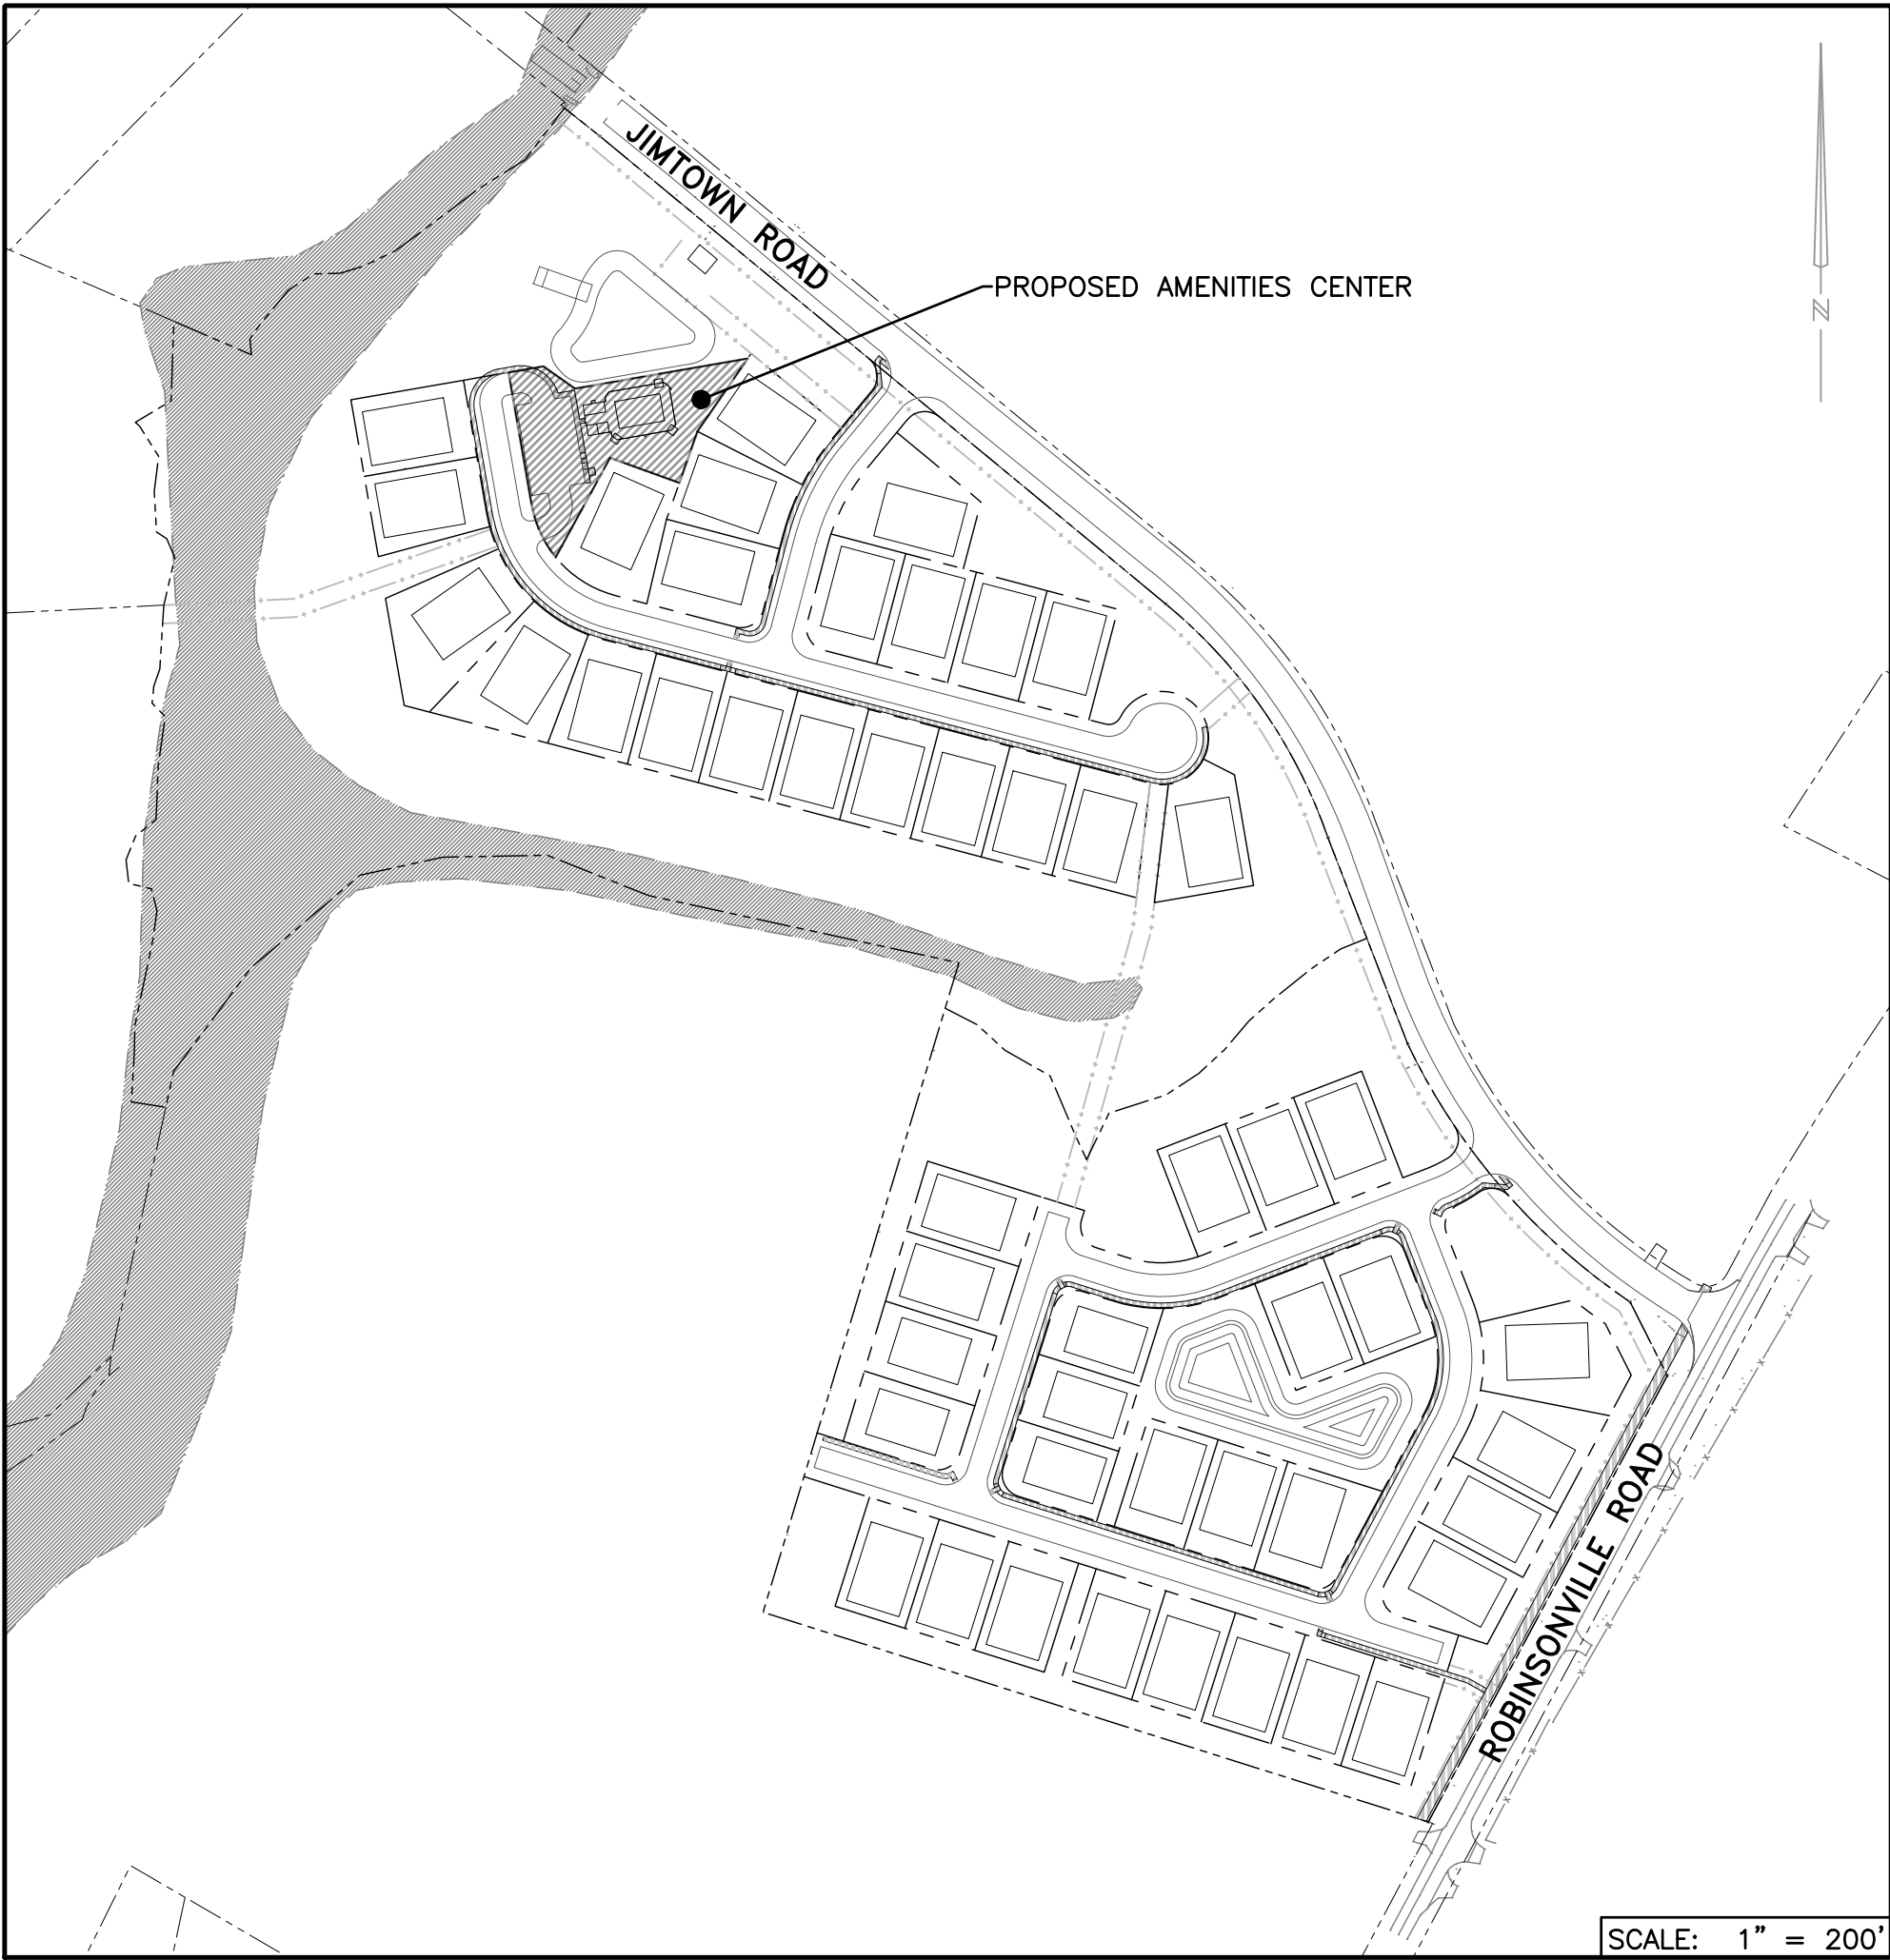 JIMTOWN ROAD
PROPOSED AMENITIES CENTER
N
ROBINSONVILLE ROAD
SCALE: 1" = 200'